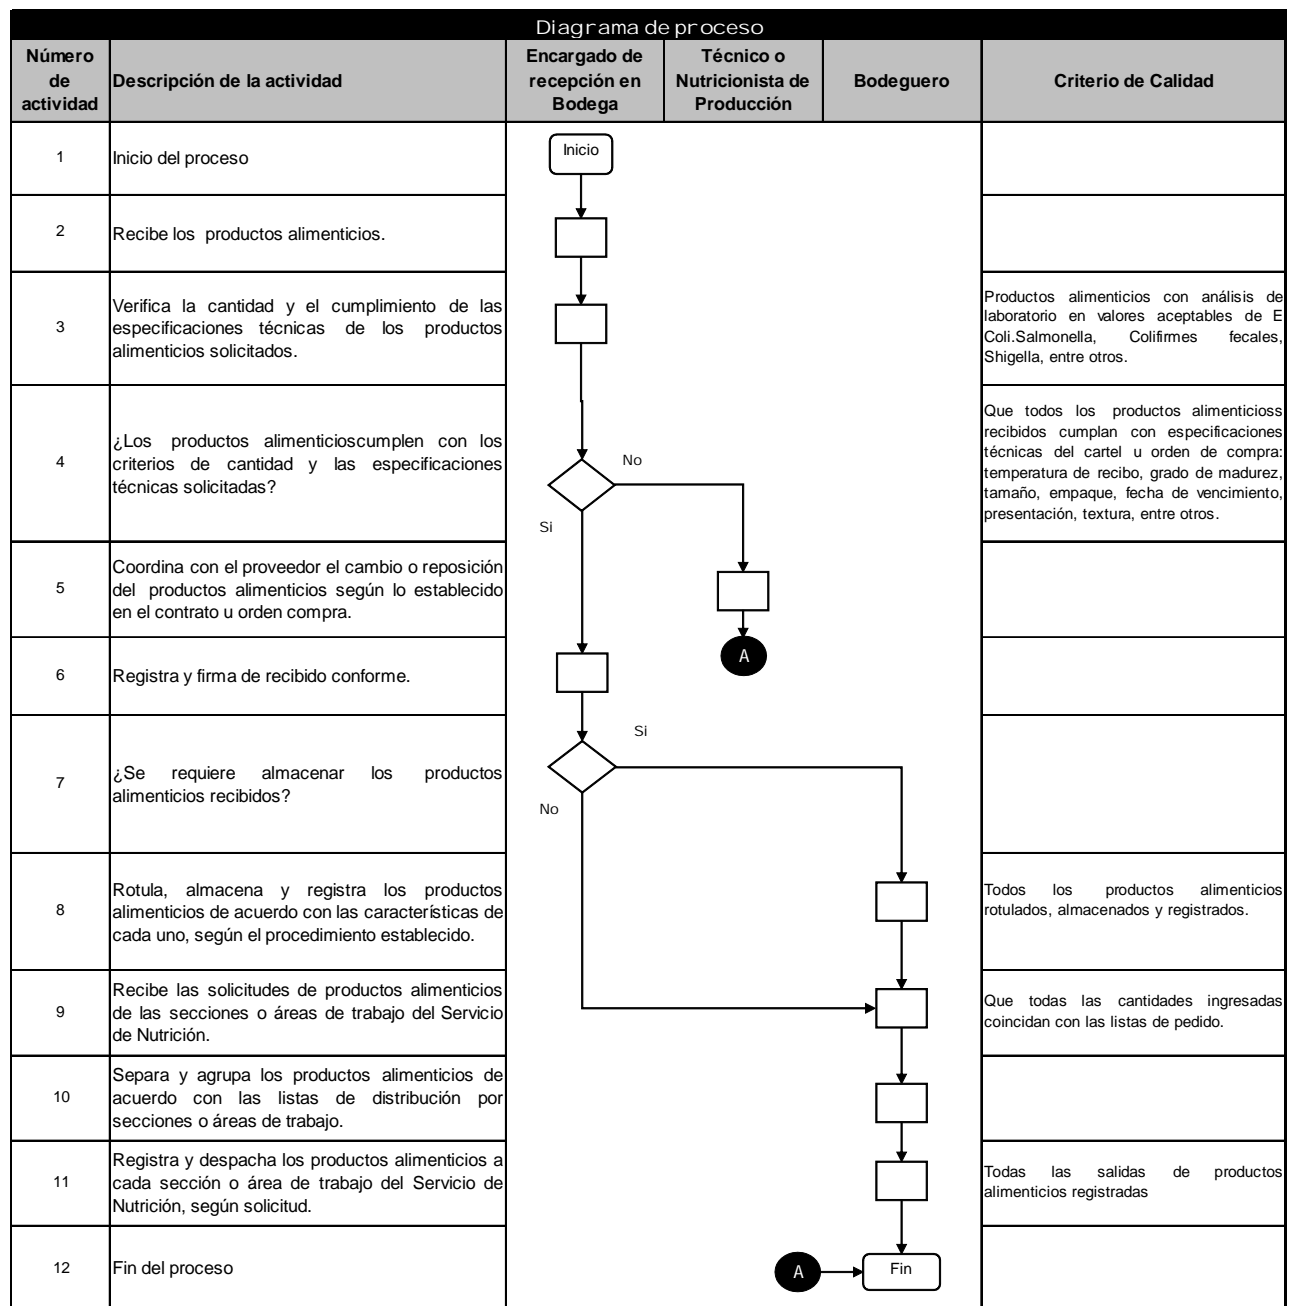 Diagrama de proceso
Número de actividad
Descripción de la actividad
Encargado de recepción en Bodega
Técnico o Nutricionista de Producción
Bodeguero
Criterio de Calidad
1
Inicio del proceso
Inicio
2
Recibe los productos alimenticios.
3
Verifica la cantidad y el cumplimiento de las
especificaciones técnicas de los productos
alimenticios solicitados.
Productos alimenticios con análisis de
laboratorio en valores aceptables de E
Coli.Salmonella, Colifirmes fecales,
Shigella, entre otros.
4
¿Los productos alimenticioscumplen con los
criterios de cantidad y las especificaciones
técnicas solicitadas?
No
Si
Que todos los productos alimenticioss
recibidos cumplan con especificaciones
técnicas del cartel u orden de compra:
temperatura de recibo, grado de madurez,
tamaño, empaque, fecha de vencimiento,
presentación, textura, entre otros.
5
Coordina con el proveedor el cambo o reposición
del productos alimenticios según lo establecido
en el contrato u orden compra.
A
6
Registra y firma de recibido conforme.
7
¿Se requiere almacenar los productos
alimenticios recibidos?
Si
No
8
Rotula, almacena y registra los productos
alimenticios de acuerdo con las características de
cada uno, según el procedimiento establecido.
Todos los productos alimenticios
rotulados, almacenados y registrados.
9
Recibe las solicitudes de productos alimenticios
de las secciones o áreas de trabajo del Servicio
de Nutrición.
Que todas las cantidades ingresadas
coincidan con las listas de pedido.
10
Separa y agrupa los productos alimenticios de
acuerdo con las listas de distribución por
secciones o áreas de trabajo.
11
Registra y despacha los productos alimenticios a
cada sección o área de trabajo del Servicio de
Nutrición, según solicitud.
Todas las salidas de productos
alimenticios registradas
12
Fin del proceso
A
Fin